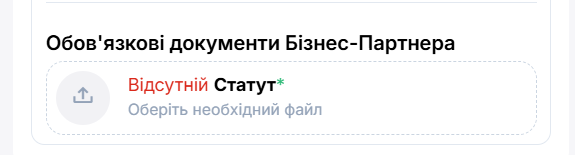 Обов'язкові документи Бізнес-Партнера
Відсутній Статут*
Оберіть необхідний файл